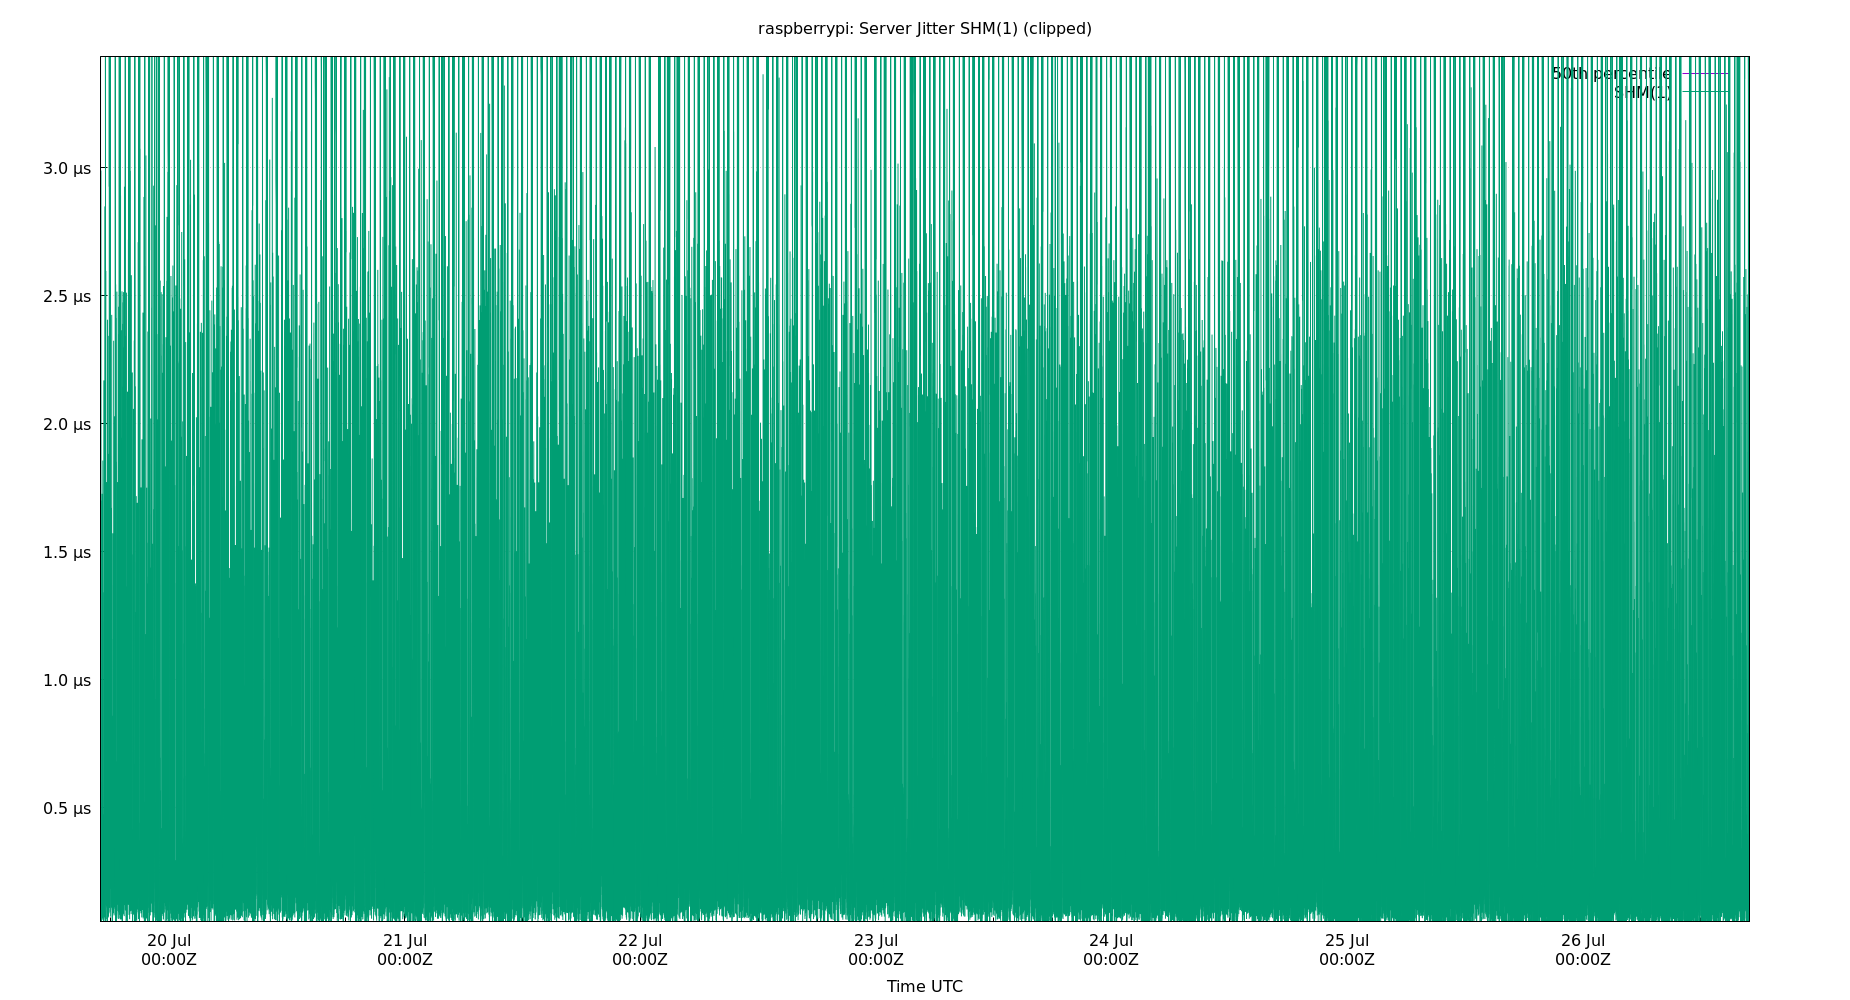 raspberrypi: Server Jitter SHM(1) (clipped)
50th percentile
SHM(1)
3.0 µs
2.5 µs
2.0 µs
1.5 µs
1.0 µs
0.5 µs
20 Jul 21 Jul 22 Jul 23 Jul 24 Jul 25 Jul 26 Jul
00:00Z 00:00Z 00:00Z 00:00Z 00:00Z 00:00Z 00:00Z
Time UTC